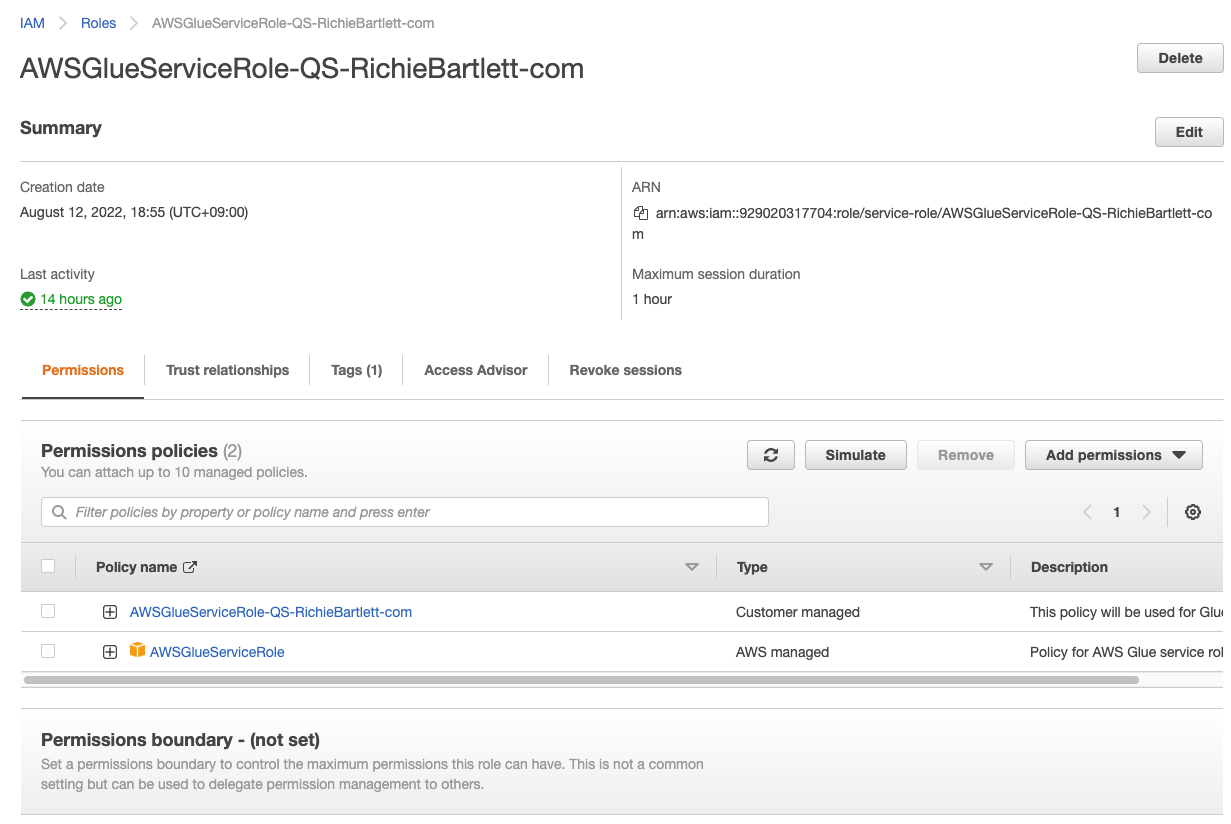 IAM > Roles > AWSGlueServiceRole-QS-RichieBartlett-com
AWSGlueServiceRole-QS-RichieBartlett-com
Delete
Summary
Edit
Creation date
August 12, 2022, 18:55 (UTC+09:00)
ARN
arn:aws:iam::929020317704:role/service-role/AWSGlueServiceRole-QS-RichieBartlett-co
m
Last activity
14 hours ago
Maximum session duration
1 hour
Permissions
Trust relationships
Tags (1)
Access Advisor
Revoke sessions
Permissions policies (2)
You can attach up to 10 managed policies.
Simulate
Remove
Add permissions
Filter policies by property or policy name and press enter
1
Policy name
Type
Description
AWSGlueServiceRole-QS-RichieBartlett-com
Customer managed
This policy will be used for Glue
AWSGlueServiceRole
AWS managed
Policy for AWS Glue service rol
Permissions boundary - (not set)
Set a permissions boundary to control the maximum permissions this role can have. This is not a common
setting but can be used to delegate permission management to others.